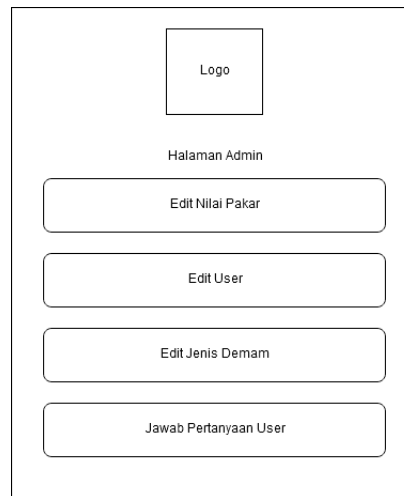 Logo
Halaman Admin
Edit Nilai Pakar
Edit User
Edit Jenis Demam
Jawab Pertanyaan User